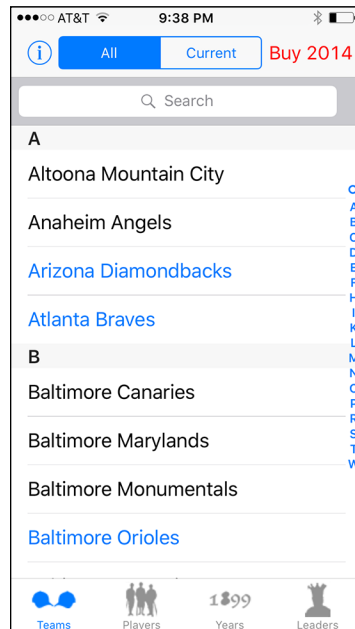 AT&T 9:38 PM
All Current Buy 2014
Search
A
Altoona Mountain City
Anaheim Angels
Arizona Diamondbacks
Atlanta Braves
B
Baltimore Canaries
Baltimore Marylands
Baltimore Monumentals
Baltimore Orioles
1899
Teams Players Years Leaders